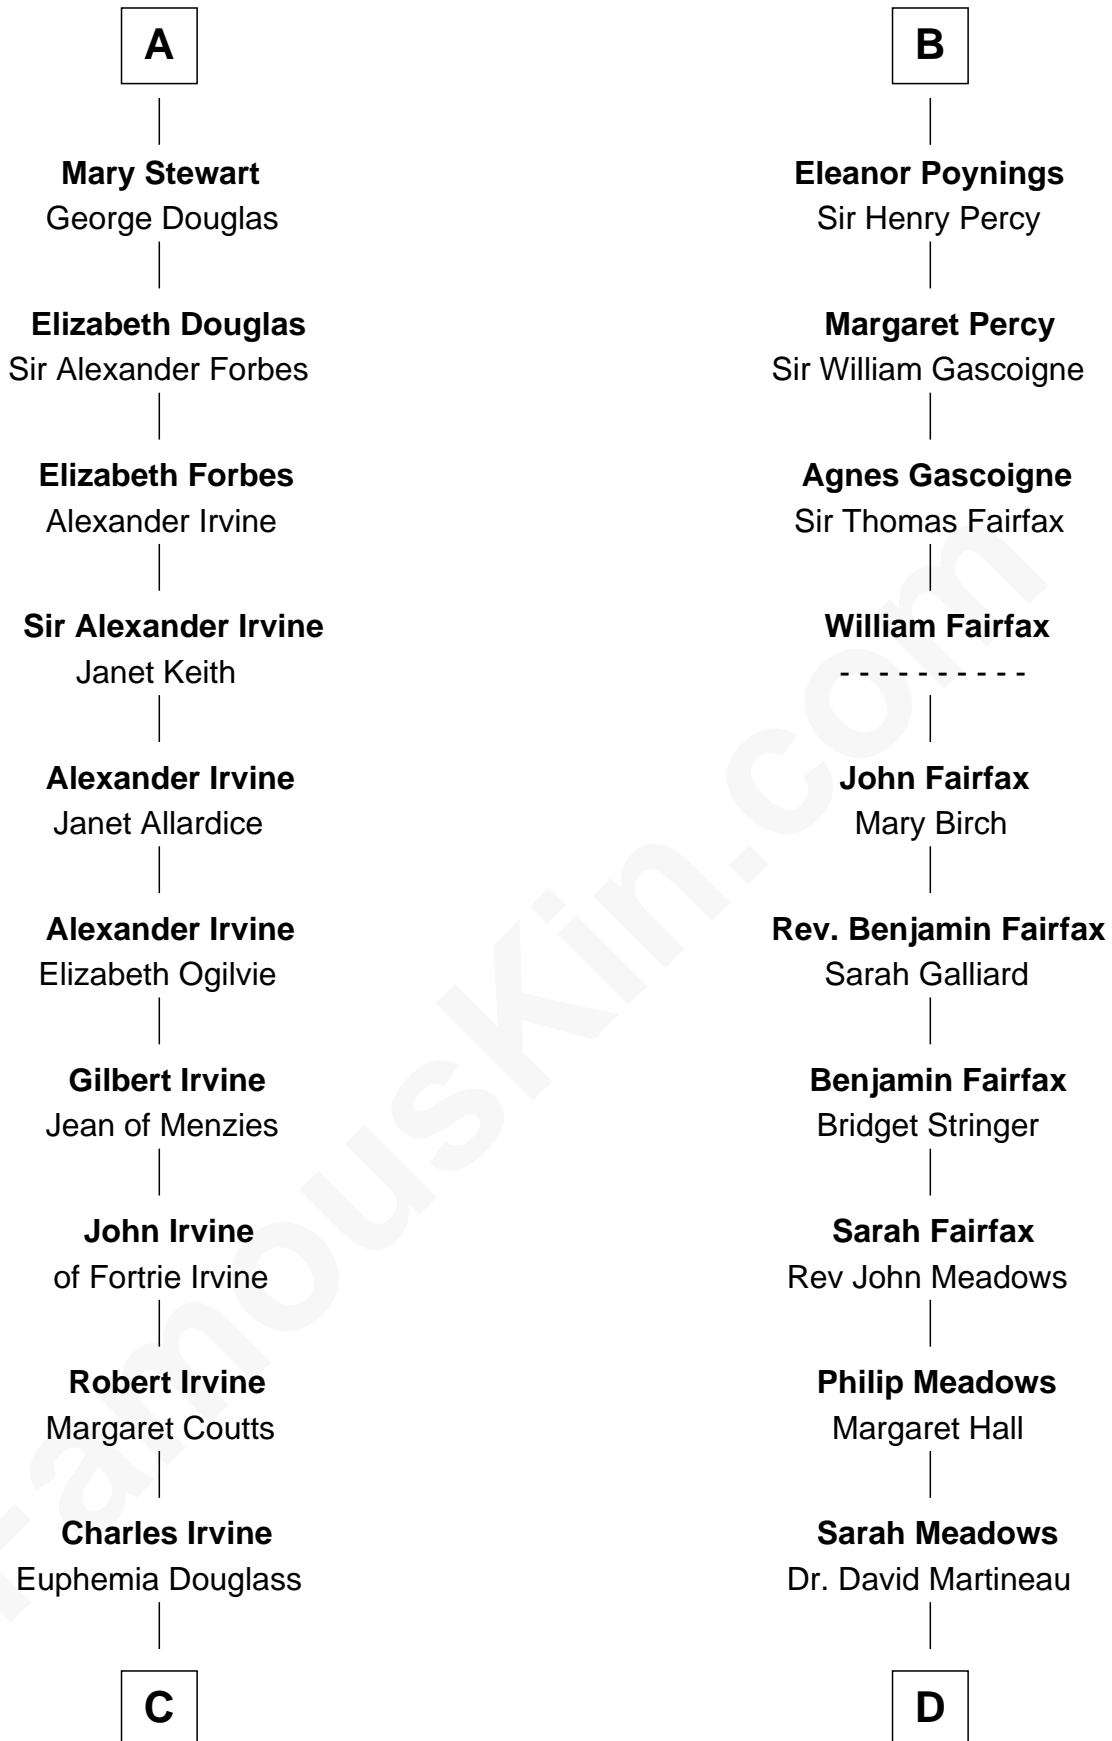 A
Mary Stewart
George Douglas
Elizabeth Douglas
Sir Alexander Forbes
Elizabeth Forbes
Alexander Irvine
Sir Alexander Irvine
Janet Keith
Alexander Irvine
Janet Allardice
Alexander Irvine
Elizabeth Ogilvie
Gilbert Irvine
Jean of Menzies
John Irvine
of Fortrie Irvine
Robert Irvine
Margaret Coutts
Charles Irvine
Euphemia Douglass
C
B
Eleanor Poynings
Sir Henry Percy
Margaret Percy
Sir William Gascoigne
Agnes Gascoigne
Sir Thomas Fairfax
William Fairfax
- - - - - - - - - -
John Fairfax
Mary Birch
Rev. Benjamin Fairfax
Sarah Galliard
Benjamin Fairfax
Bridget Stringer
Sarah Fairfax
Rev John Meadows
Philip Meadows
Margaret Hall
Sarah Meadows
Dr. David Martineau
D
FamousKin.com